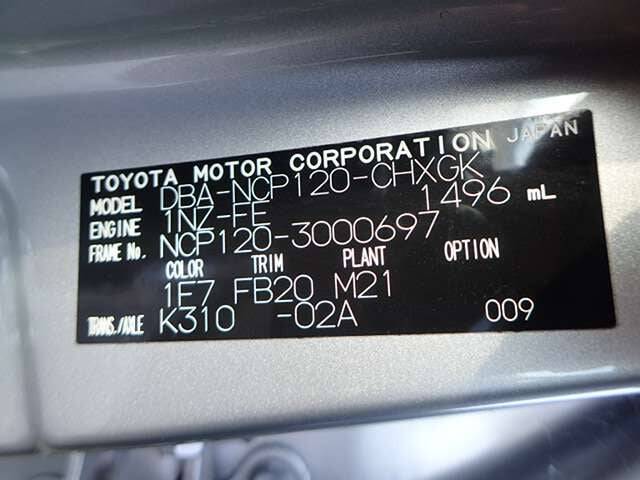 TOYOTA MOTOR CORPORATION JAPAN
MODEL DBA-NCP120-CHXGK
ENGINE 1NZ-FE 1496 mL
FRAME No. NCP120-3000697
COLOR TRIM PLANT OPTION
1F7 FB20 M21
TRANS./AXLE K310 -02A 009